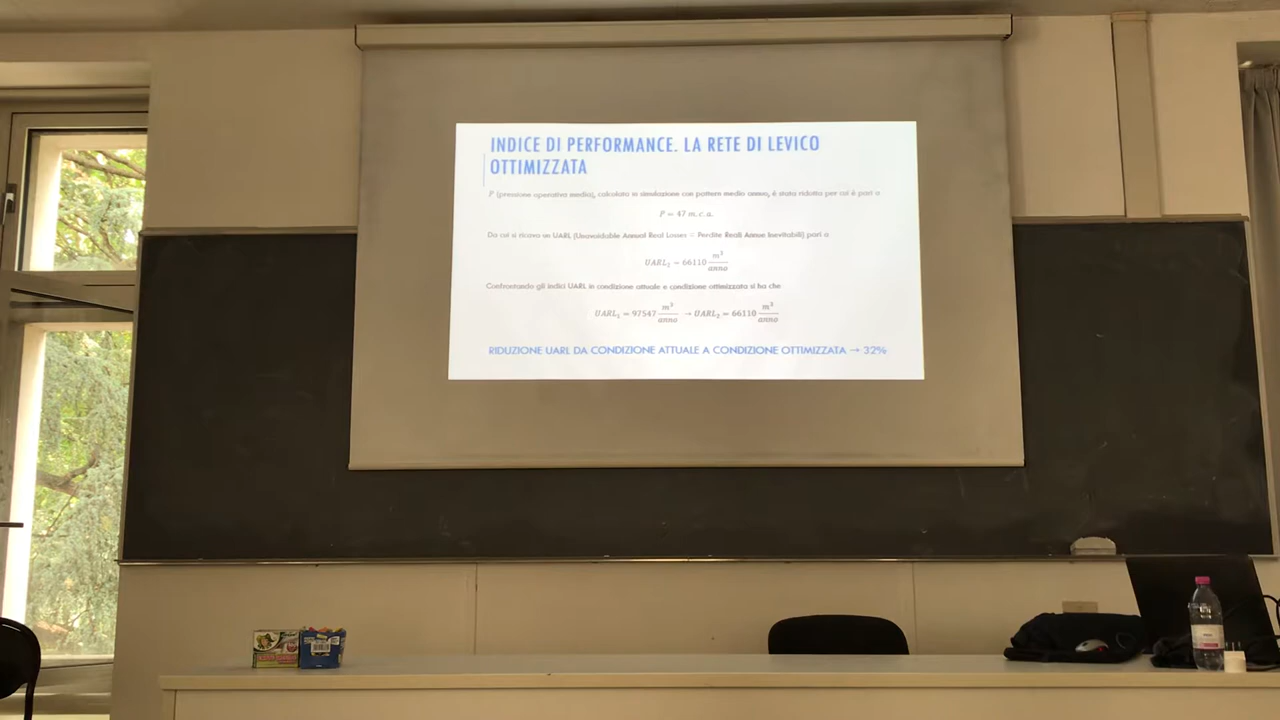 INDICE DI PERFORMANCE. LA RETE DI LEVICO
OTTIMIZZATA
P (pressione operativa media), calcolata in simulazione con pattern medio annuo, è stata ridotta per cui è pari a
P = 47 m.c.a.
Da cui si ricava un UARL (Unavoidable Annual Real Losses = Perdite Reali Annue Inevitabili) pari a
UARL₂ = 66110 m³/anno
Confrontando gli indici UARL in condizione attuale e condizione ottimizzata si ha che
UARL₁ = 97547 m³/anno → UARL₂ = 66110 m³/anno
RIDUZIONE UARL DA CONDIZIONE ATTUALE A CONDIZIONE OTTIMIZZATA → 32%